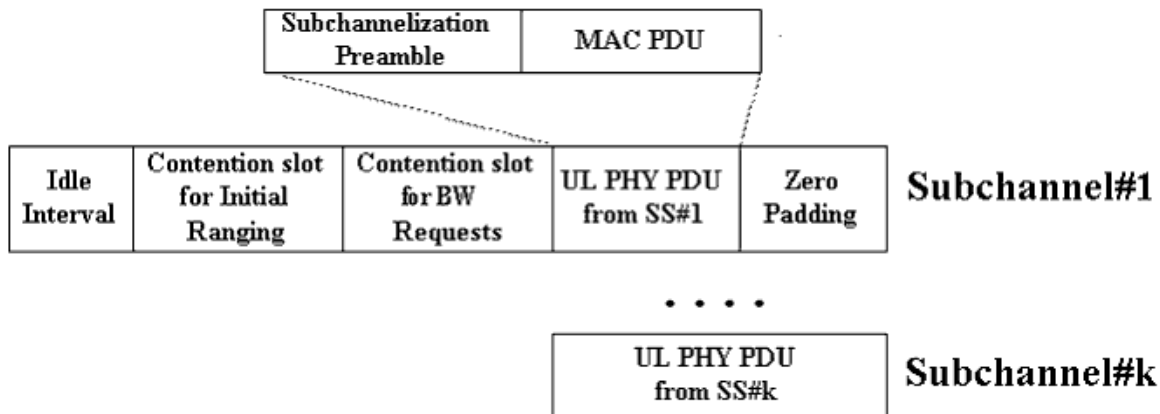 Subchannelization
Preamble
MAC PDU
Idle
Interval
Contention slot
for Initial
Ranging
Contention slot
for BW
Requests
UL PHY PDU
from SS#1
Zero
Padding
Subchannel#1
UL PHY PDU
from SS#k
Subchannel#k